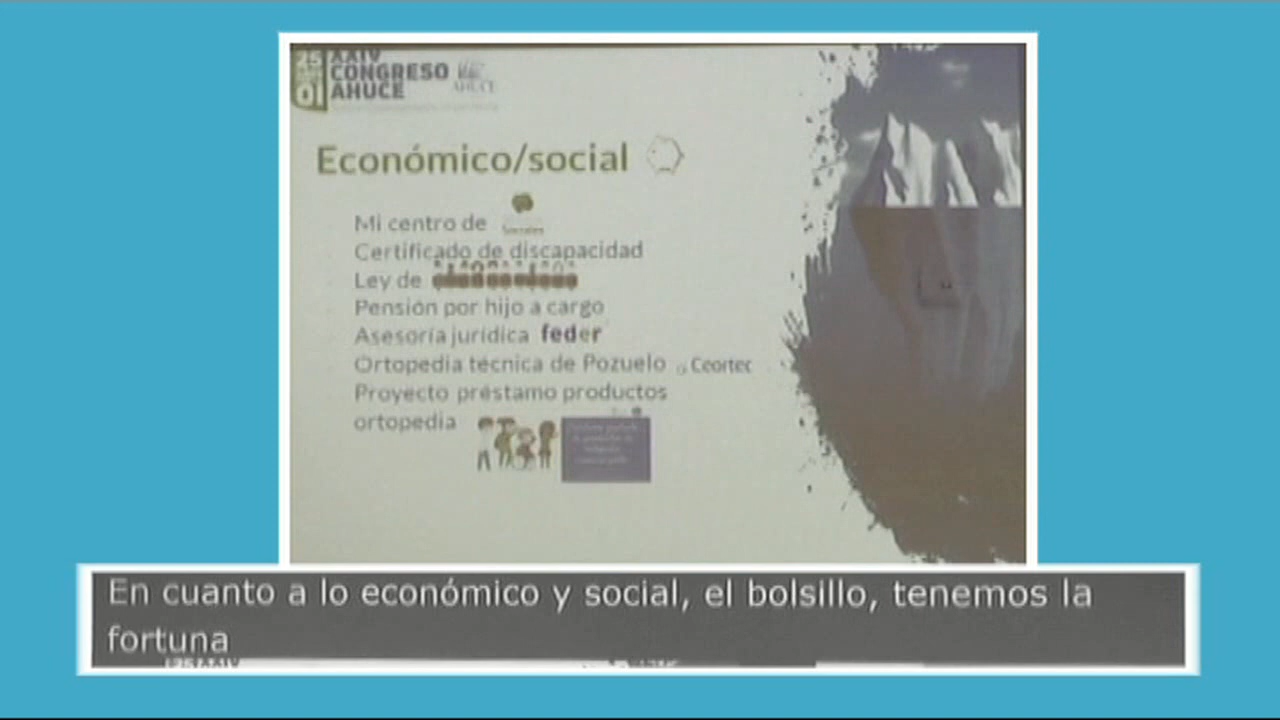 25
01
XXIV
CONGRESO
AHUCE
AHUCE
Económico/social
Mi centro de
Sociales
Certificado de discapacidad
Ley de
Pensión por hijo a cargo
Asesoría jurídica feder
Ortopedia técnica de Pozuelo Ceortec
Proyecto préstamo productos
ortopedia
En cuanto a lo económico y social, el bolsillo, tenemos la
fortuna